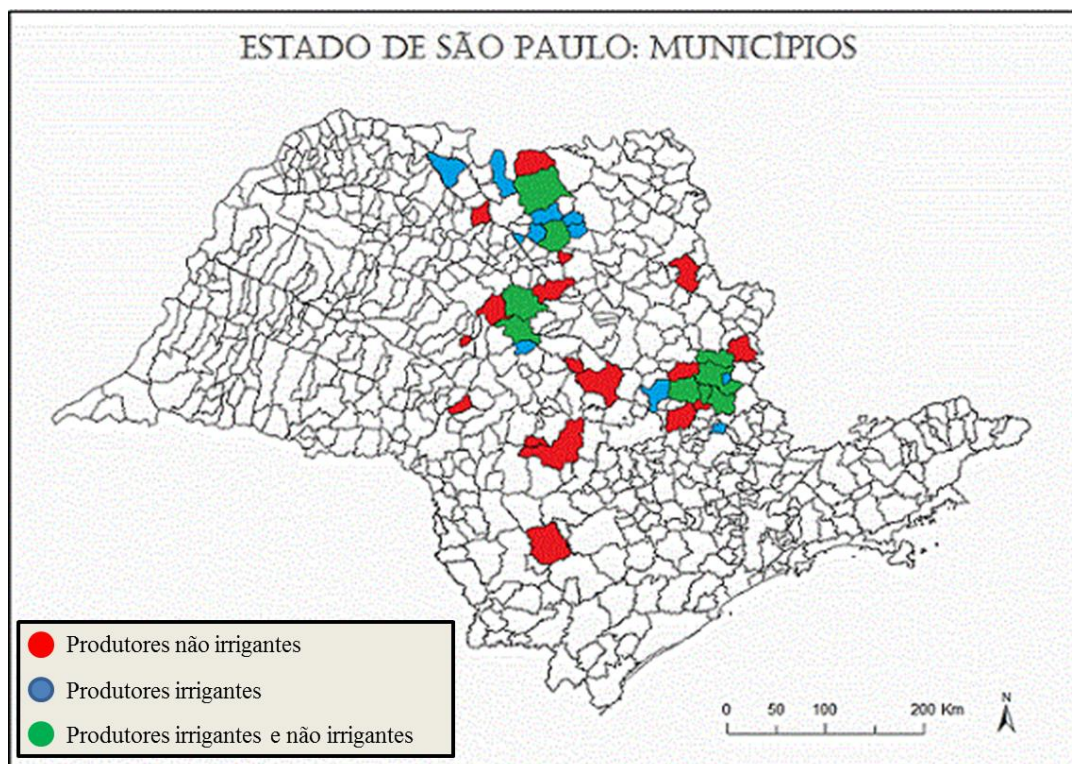 ESTADO DE SÃO PAULO: MUNICÍPIOS
Produtores não irrigantes
Produtores irrigantes
Produtores irrigantes e não irrigantes
0 50 100 200 Km
N